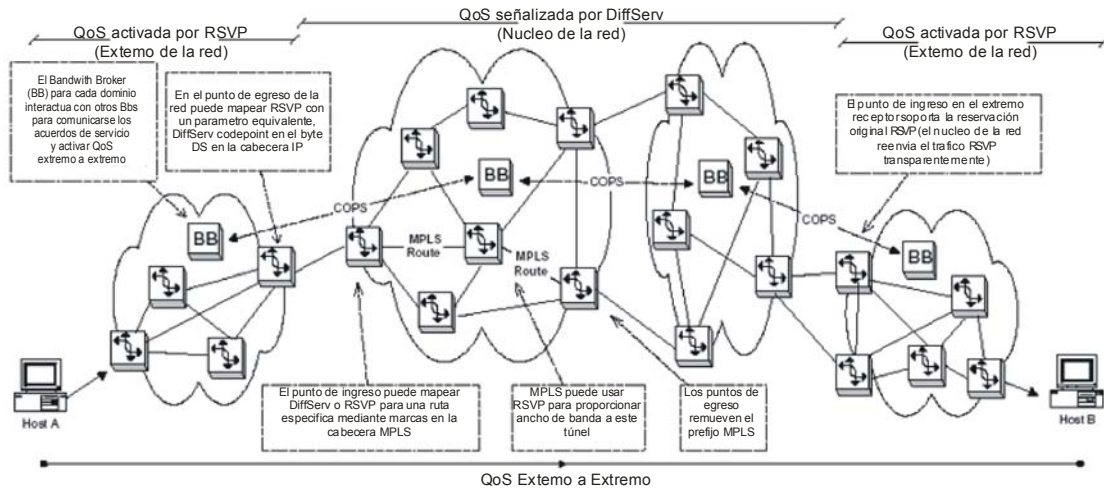 QoS señalizada por DiffServ
(Nucleo de la red)
QoS activada por RSVP
(Extemo de la red)
QoS activada por RSVP
(Extemo de la red)
El Bandwith Broker
(BB) para cada dominio
interactua con otros Bbs
para comunicarse los
acuerdos de servicio
y activar QoS
extremo a extremo
En el punto de egreso de la
red puede mapear RSVP con
un parametro equivalente,
DiffServ codepoint en el byte
DS en la cabecera IP
El punto de ingreso en el extremo
receptorsoporta la reservación
original RSVP(el nucleo de la red
reenvia el trafico RSVP
transparentemente)
BB
BB
BB
BB
COPS
COPS
COPS
MPLS
Route
MPLS
Route
El punto de ingreso puede mapear
DiffServ o RSVP para una ruta
especifica mediante marcas en la
cabecera MPLS
MPLS puede usar
RSVP para proporcionar
ancho de banda a este
túnel
Los puntos de
egreso
remueven el
prefijo MPLS
Host A
Host B
QoS Externo a Extremo